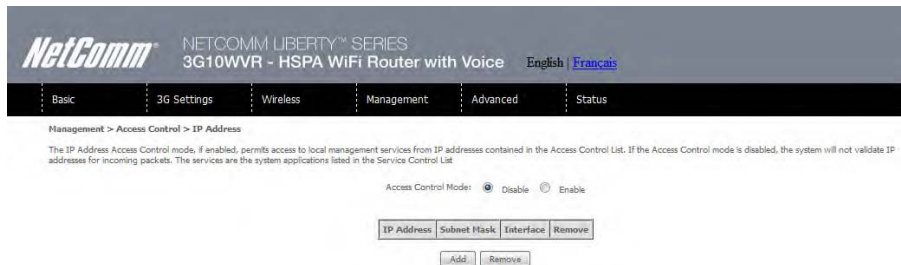 NetComm® NETCOMM LIBERTY™ SERIES
3G10WVR - HSPA WiFi Router with Voice English | Français
Basic 3G Settings Wireless Management Advanced Status
Management > Access Control > IP Address
The IP Address Access Control mode, if enabled, permits access to local management services from IP addresses contained in the Access Control List. If the Access Control mode is disabled, the system will not validate IP
addresses for incoming packets. The services are the system applications listed in the Service Control List
Access Control Mode: Disable Enable
IP Address Subnet Mask Interface Remove
Add Remove